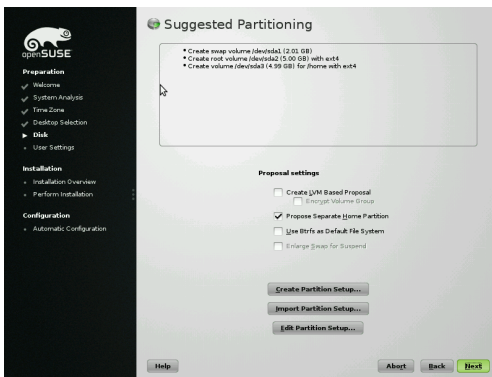 openSUSE
Preparation
Welcome
System Analysis
Time Zone
Desktop Selection
Disk
User Settings
Installation
Installation Overview
Perform Installation
Configuration
Automatic Configuration
Suggested Partitioning
Create swap volume /dev/sda1 (2.01 GB)
Create root volume /dev/sda2 (5.00 GB) with ext4
Create volume /dev/sda3 (4.99 GB) for /home with ext4
Proposal settings
Create LVM Based Proposal
Encrypt Volume Group
Propose Separate Home Partition
Use Btrfs as Default File System
Enlarge Swap for Suspend
Create Partition Setup...
Import Partition Setup...
Edit Partition Setup...
Help
Abort
Back
Next